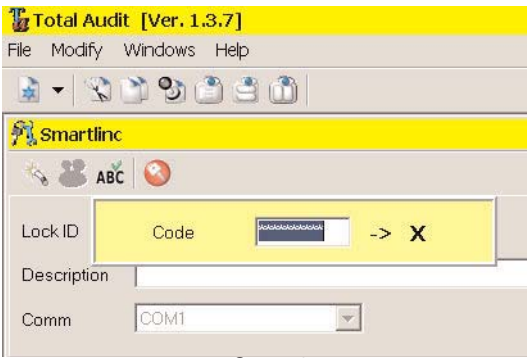 Total Audit [Ver. 1.3.7]
File Modify Windows Help
Smartlinc
ABC
Lock ID Code ************ -> X
Description
Comm COM1